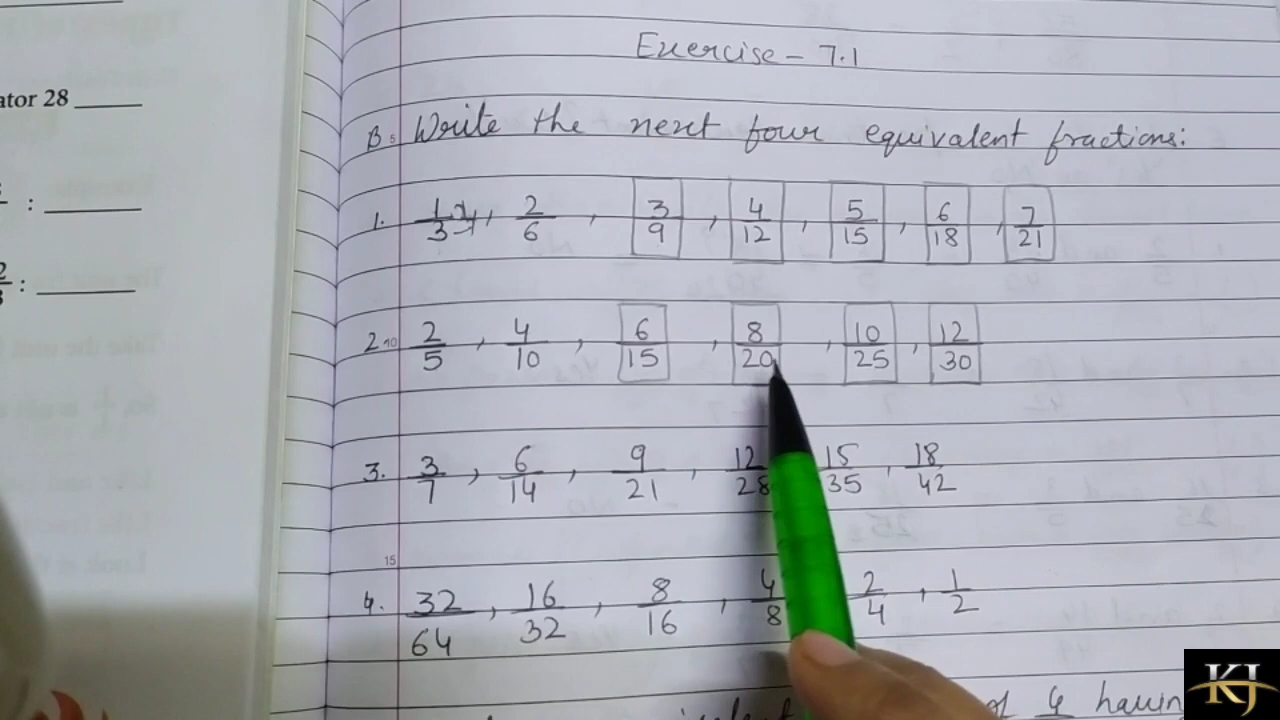 ator 28
Exercise - 7.1
B. Write the next four equivalent fractions:
1. 1/3, 2/6, 3/9, 4/12, 5/15, 6/18, 7/21
2. 2/5, 4/10, 6/15, 8/20, 10/25, 12/30
3. 3/7, 6/14, 9/21, 12/28, 15/35, 18/42
4. 32/64, 16/32, 8/16, 4/8, 2/4, 1/2
of 4
KJ